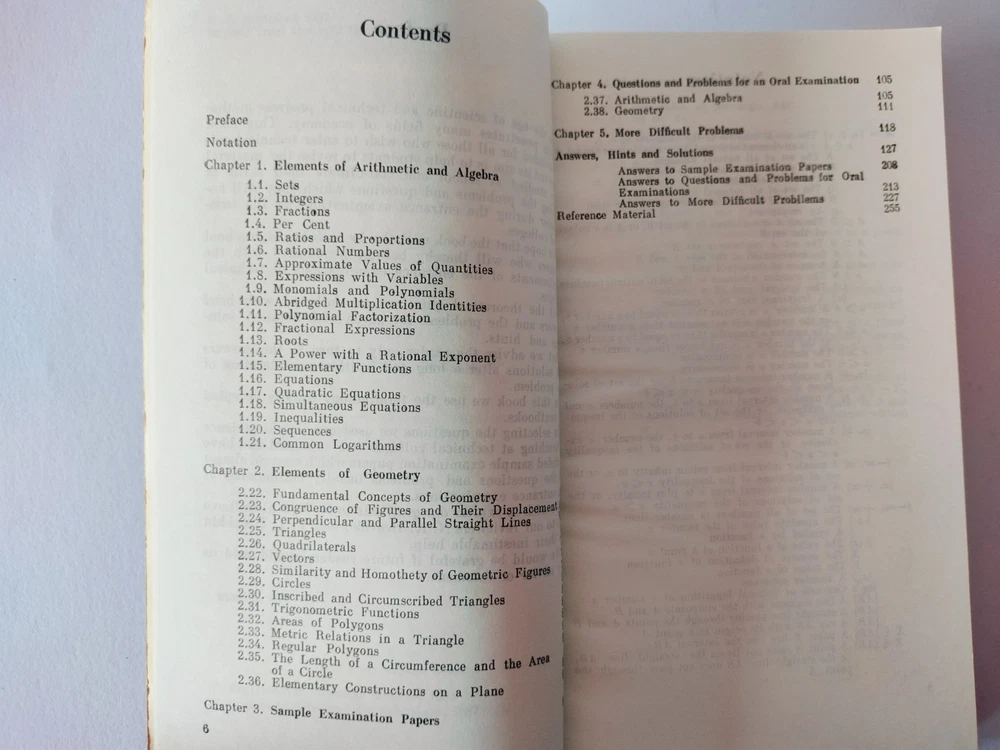 Contents
Preface
Notation
Chapter 1. Elements of Arithmetic and Algebra
1.1. Sets
1.2. Integers
1.3. Fractions
1.4. Per Cent
1.5. Ratios and Proportions
1.6. Rational Numbers
1.7. Approximate Values of Quantities
1.8. Expressions with Variables
1.9. Monomials and Polynomials
1.10. Abridged Multiplication Identities
1.11. Polynomial Factorization
1.12. Fractional Expressions
1.13. Roots
1.14. A Power with a Rational Exponent
1.15. Elementary Functions
1.16. Equations
1.17. Quadratic Equations
1.18. Simultaneous Equations
1.19. Inequalities
1.20. Sequences
1.21. Common Logarithms
Chapter 2. Elements of Geometry
2.22. Fundamental Concepts of Geometry
2.23. Congruence of Figures and Their Displacement
2.24. Perpendicular and Parallel Straight Lines
2.25. Triangles
2.26. Quadrilaterals
2.27. Vectors
2.28. Similarity and Homothety of Geometric Figures
2.29. Circles
2.30. Inscribed and Circumscribed Triangles
2.31. Trigonometric Functions
2.32. Areas of Polygons
2.33. Metric Relations in a Triangle
2.34. Regular Polygons
2.35. The Length of a Circumference and the Area
of a Circle
2.36. Elementary Constructions on a Plane
Chapter 3. Sample Examination Papers
6
Chapter 4. Questions and Problems for an Oral Examination 105
2.37. Arithmetic and Algebra 105
2.38. Geometry 111
Chapter 5. More Difficult Problems 118
Answers, Hints and Solutions 127
Answers to Sample Examination Papers 208
Answers to Questions and Problems for Oral
Examinations 213
Answers to More Difficult Problems 227
Reference Material 255